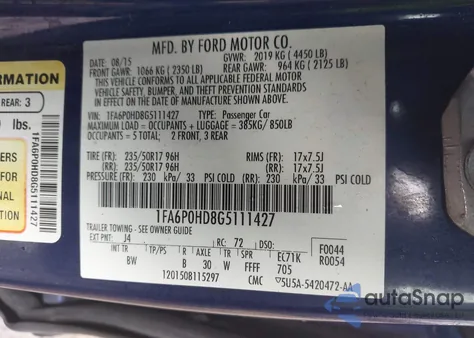 MFD. BY FORD MOTOR CO.
DATE: 08/15 GVWR: 2019 KG ( 4450 LB)
FRONT GAWR: 1066 KG ( 2350 LB) REAR GAWR: 964 KG ( 2125 LB)
THIS VEHICLE CONFORMS TO ALL APPLICABLE FEDERAL MOTOR
VEHICLE SAFETY, BUMPER, AND THEFT PREVENTION STANDARDS
IN EFFECT ON THE DATE OF MANUFACTURE SHOWN ABOVE.
VIN: 1FA6P0HD8G5111427 TYPE: Passenger Car
MAXIMUM LOAD = OCCUPANTS + LUGGAGE = 385KG/ 850LB
OCCUPANTS = 5 TOTAL: 2 FRONT, 3 REAR
TIRE (FR): 235/50R17 96H RIMS (FR): 17x7.5J
(RR): 235/50R17 96H (RR): 17x7.5J
PRESSURE (FR): 230 kPa/ 33 PSI COLD (RR): 230 kPa/ 33 PSI COLD
1FA6P0HD8G5111427
TRAILER TOWING - SEE OWNER GUIDE
EXT PNT: J4 RC: 72 DSO: F0044
INT TR TP/PS R AXLE TR SPR EC71K R0054
BW B 30 W FFFF 705
1201508115297 CMC 5U5A-5420472-AA
FORMATION
REAR: 3
lbs.
1FA6P0HD8G5111427
ERS
FOR
NAL
ION
autoSnap